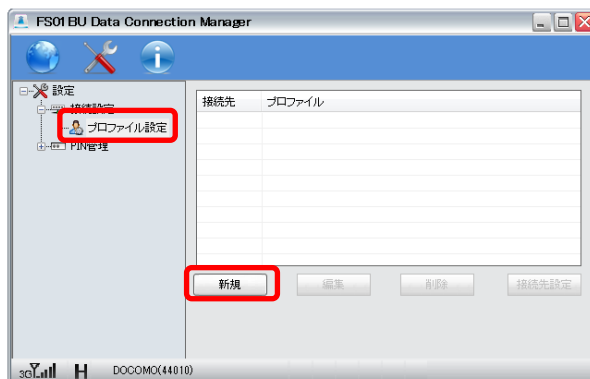 FS01BU Data Connection Manager
設定
接続設定
プロファイル設定
PIN管理
接続先 プロファイル
新規 編集 削除 接続先設定
3G H DOCOMO(44010)